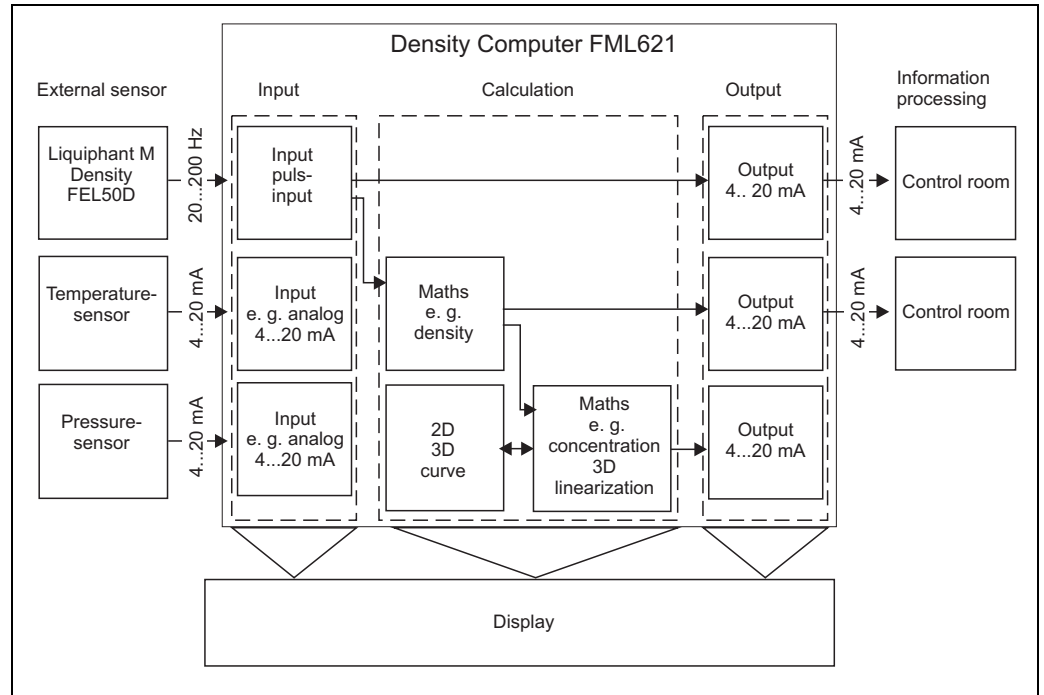 Density Computer FML621
External sensor
Input
Calculation
Output
Information
processing
Liquiphant M
Density
FEL50D
20...200 Hz
Input
puls-
input
Output
4.. 20 mA
4...20 mA
Control room
Temperature-
sensor
4...20 mA
Input
e. g. analog
4...20 mA
Maths
e. g.
density
Output
4...20 mA
4...20 mA
Control room
Pressure-
sensor
4...20 mA
Input
e. g. analog
4...20 mA
2D
3D
curve
Maths
e. g.
concentration
3D
linearization
Output
4...20 mA
Display